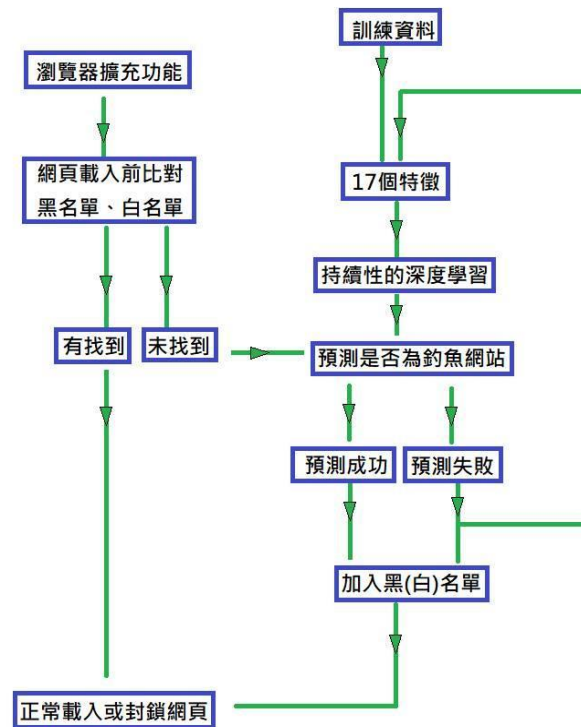 訓練資料
瀏覽器擴充功能
網頁載入前比對
黑名單、白名單
17個特徵
持續性的深度學習
有找到
未找到
預測是否為釣魚網站
預測成功
預測失敗
加入黑(白)名單
正常載入或封鎖網頁